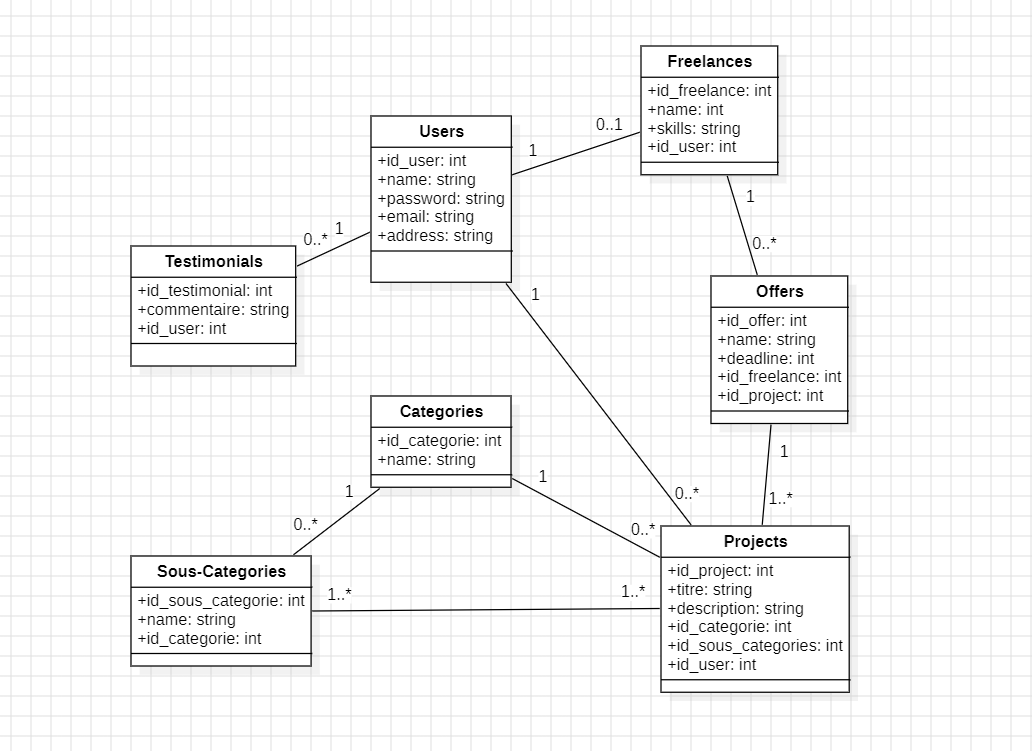 Freelances
+id_freelance: int
+name: int
+skills: string
+id_user: int
0..1
1
Users
+id_user: int
+name: string
+password: string
+email: string
+address: string
1
0..*
1
0..*
Testimonials
+id_testimonial: int
+commentaire: string
+id_user: int
1
Offers
+id_offer: int
+name: string
+deadline: int
+id_freelance: int
+id_project: int
Categories
+id_categorie: int
+name: string
1
1..*
1
0..*
1
0..*
0..*
Sous-Categories
+id_sous_categorie: int
+name: string
+id_categorie: int
1..*
1..*
Projects
+id_project: int
+titre: string
+description: string
+id_categorie: int
+id_sous_categories: int
+id_user: int